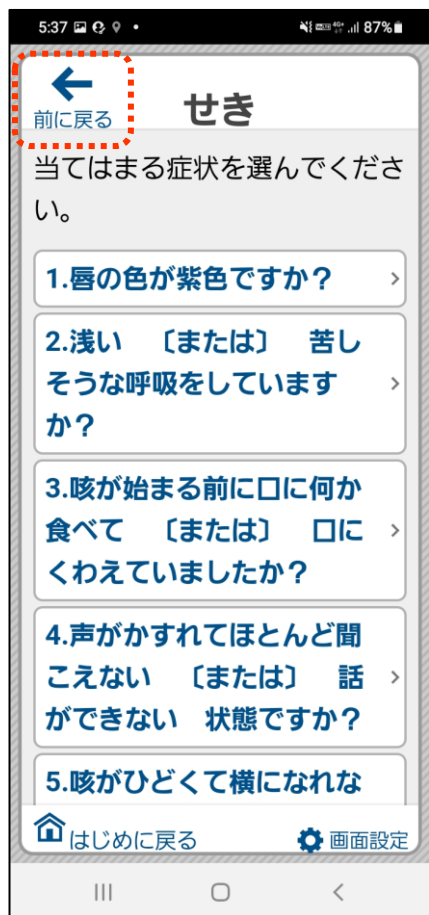 5:37
87%
前に戻る
せき
当てはまる症状を選んでくださ
い。
1.唇の色が紫色ですか？
2.浅い　〔または〕　苦し
そうな呼吸をしています
か？
3.咳が始まる前に口に何か
食べて　〔または〕　口に
くわえていましたか？
4.声がかすれてほとんど聞
こえない　〔または〕　話
ができない　状態ですか？
5.咳がひどくて横になれな
はじめに戻る
画面設定